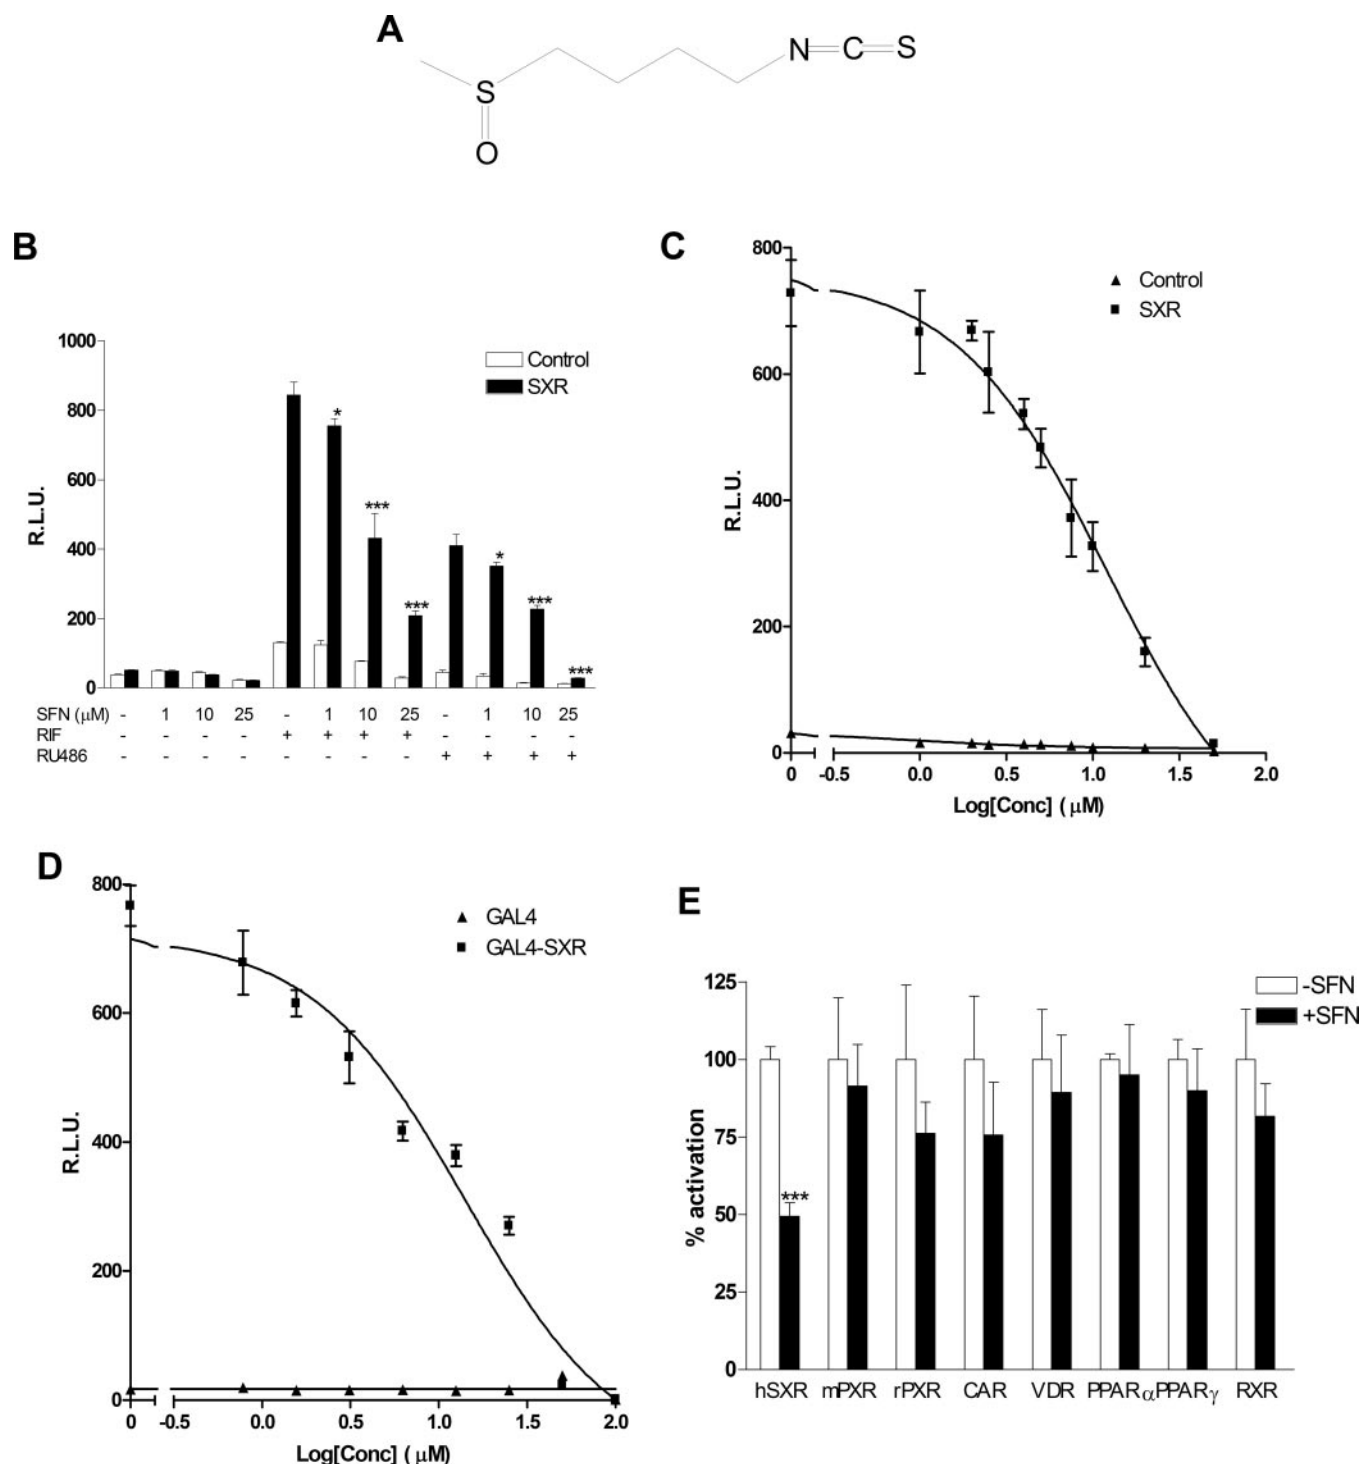 A
N=C=S
S
O
B
1000
800
600
400
200
0
R.L.U.
Control
SXR
*
***
***
*
***
***
SFN (μM) - 1 10 25 - 1 10 25 - 1 10 25
RIF - - - - + + + + - - - -
RU486 - - - - - - - - + + + +
C
800
600
400
200
0
R.L.U.
Control
SXR
0 -0.5 0.0 0.5 1.0 1.5 2.0
Log[Conc] ( μM)
D
800
600
400
200
0
R.L.U.
GAL4
GAL4-SXR
0 -0.5 0.0 0.5 1.0 1.5 2.0
Log[Conc] ( μM)
E
125
100
75
50
25
0
% activation
-SFN
+SFN
***
hSXR mPXR rPXR CAR VDR PPARα PPARγ RXR